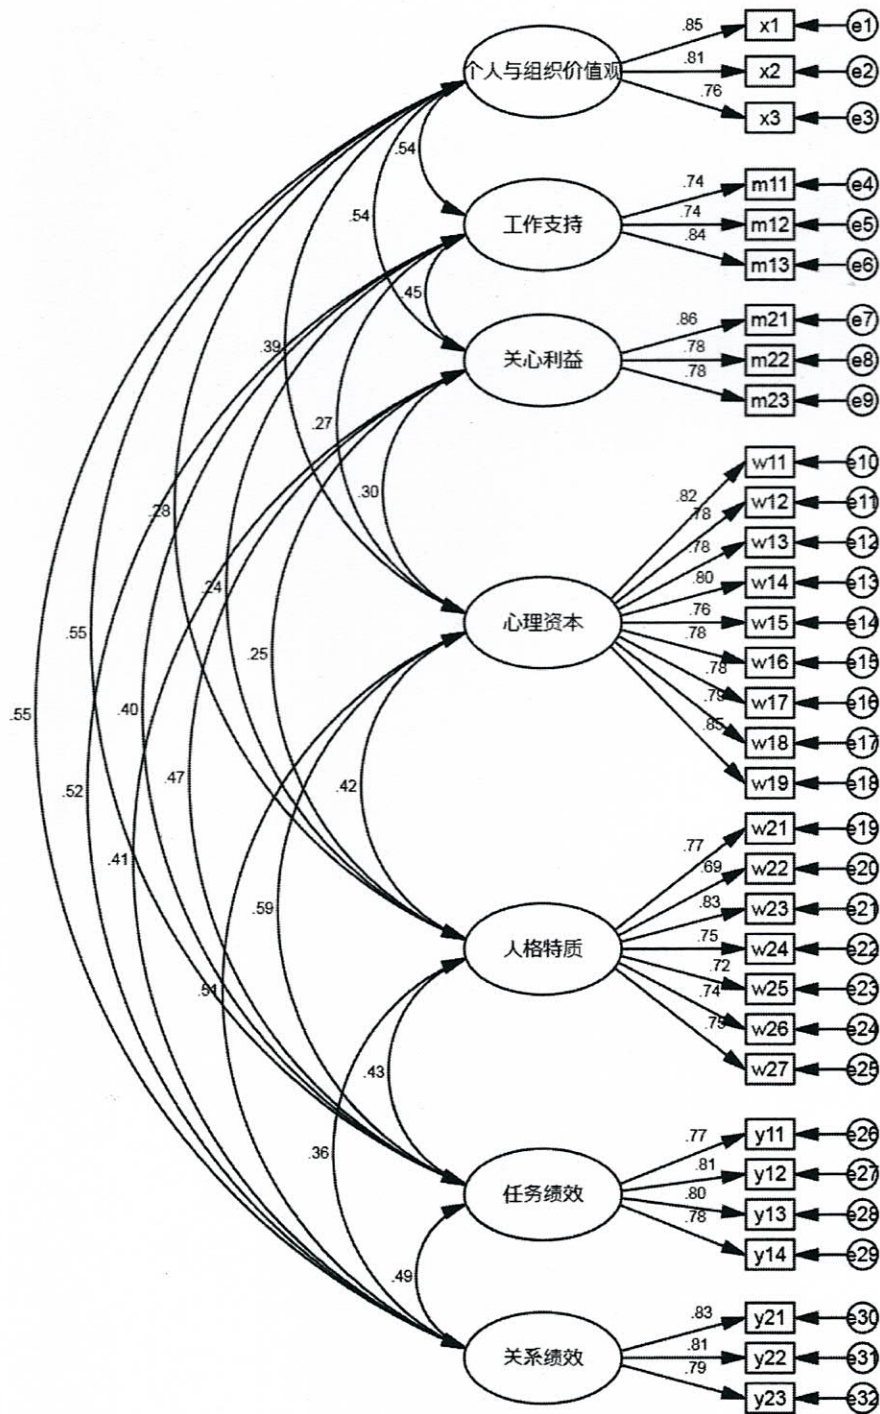 .85 x1 e1
个人与组织价值观 .81 x2 e2
.76 x3 e3
.54
.74 m11 e4
.54
工作支持 .74 m12 e5
.84 m13 e6
.45
.86 m21 e7
.39 关心利益 .78 m22 e8
.78 m23 e9
.27
w11 e10
.30 .82
.28 .78 w12 e11
.78 w13 e12
.24 .80 w14 e13
心理资本 .76 w15 e14
.55 .78 w16 e15
.25 .78 w17 e16
.55 .40 .79 w18 e17
.85
.52 .47 .42 w19 e18
.77 w21 e19
.41 .69 w22 e20
.59 .83 w23 e21
人格特质 .75 w24 e22
.51 .72 w25 e23
.74 w26 e24
.43 .75 w27 e25
.77 y11 e26
.36 .81 y12 e27
任务绩效 .80 y13 e28
.78 y14 e29
.49
.83 y21 e30
关系绩效 .81 y22 e31
.79 y23 e32